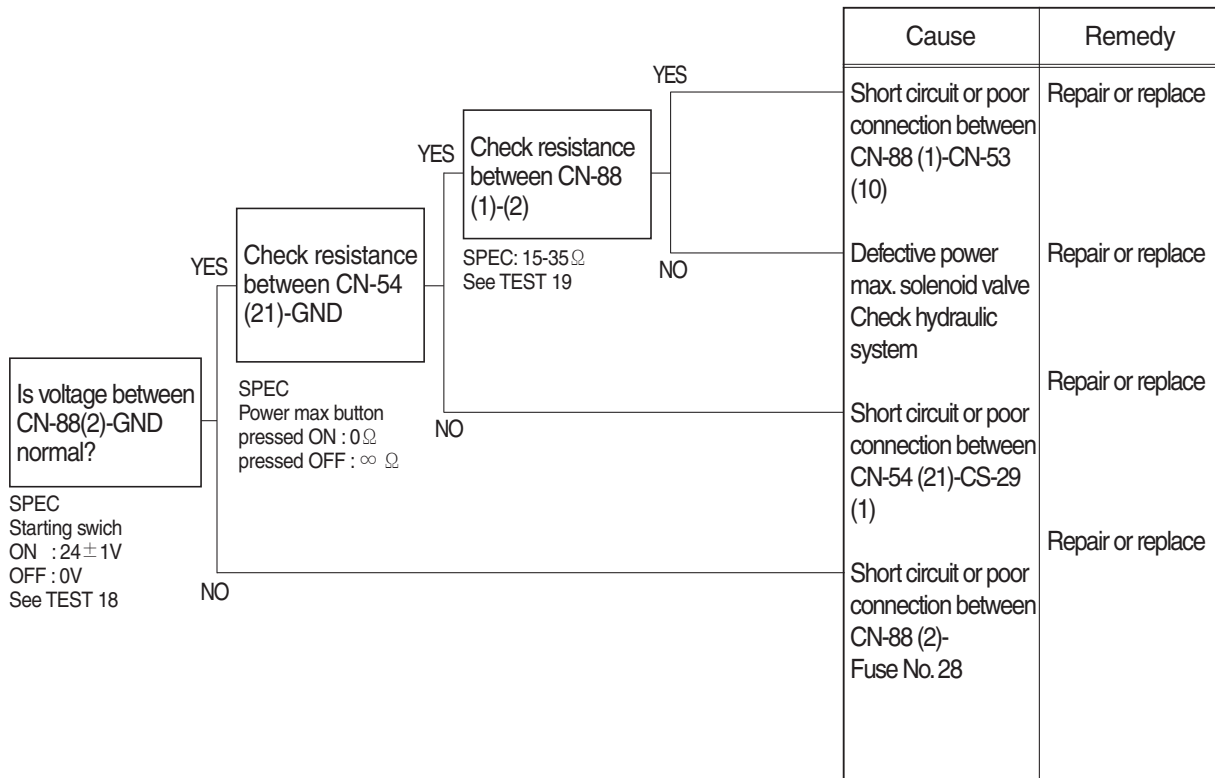 Cause
Remedy
YES
Short circuit or poor
connection between
CN-88 (1)-CN-53
(10)
Repair or replace
YES
Check resistance
between CN-88
(1)-(2)
SPEC: 15-35Ω
See TEST 19
NO
Defective power
max. solenoid valve
Check hydraulic
system
Repair or replace
YES
Check resistance
between CN-54
(21)-GND
SPEC
Power max button
pressed ON : 0Ω
pressed OFF : ∞ Ω
NO
Repair or replace
Short circuit or poor
connection between
CN-54 (21)-CS-29
(1)
Is voltage between
CN-88(2)-GND
normal?
SPEC
Starting swich
ON : 24±1V
OFF : 0V
See TEST 18
NO
Repair or replace
Short circuit or poor
connection between
CN-88 (2)-
Fuse No. 28